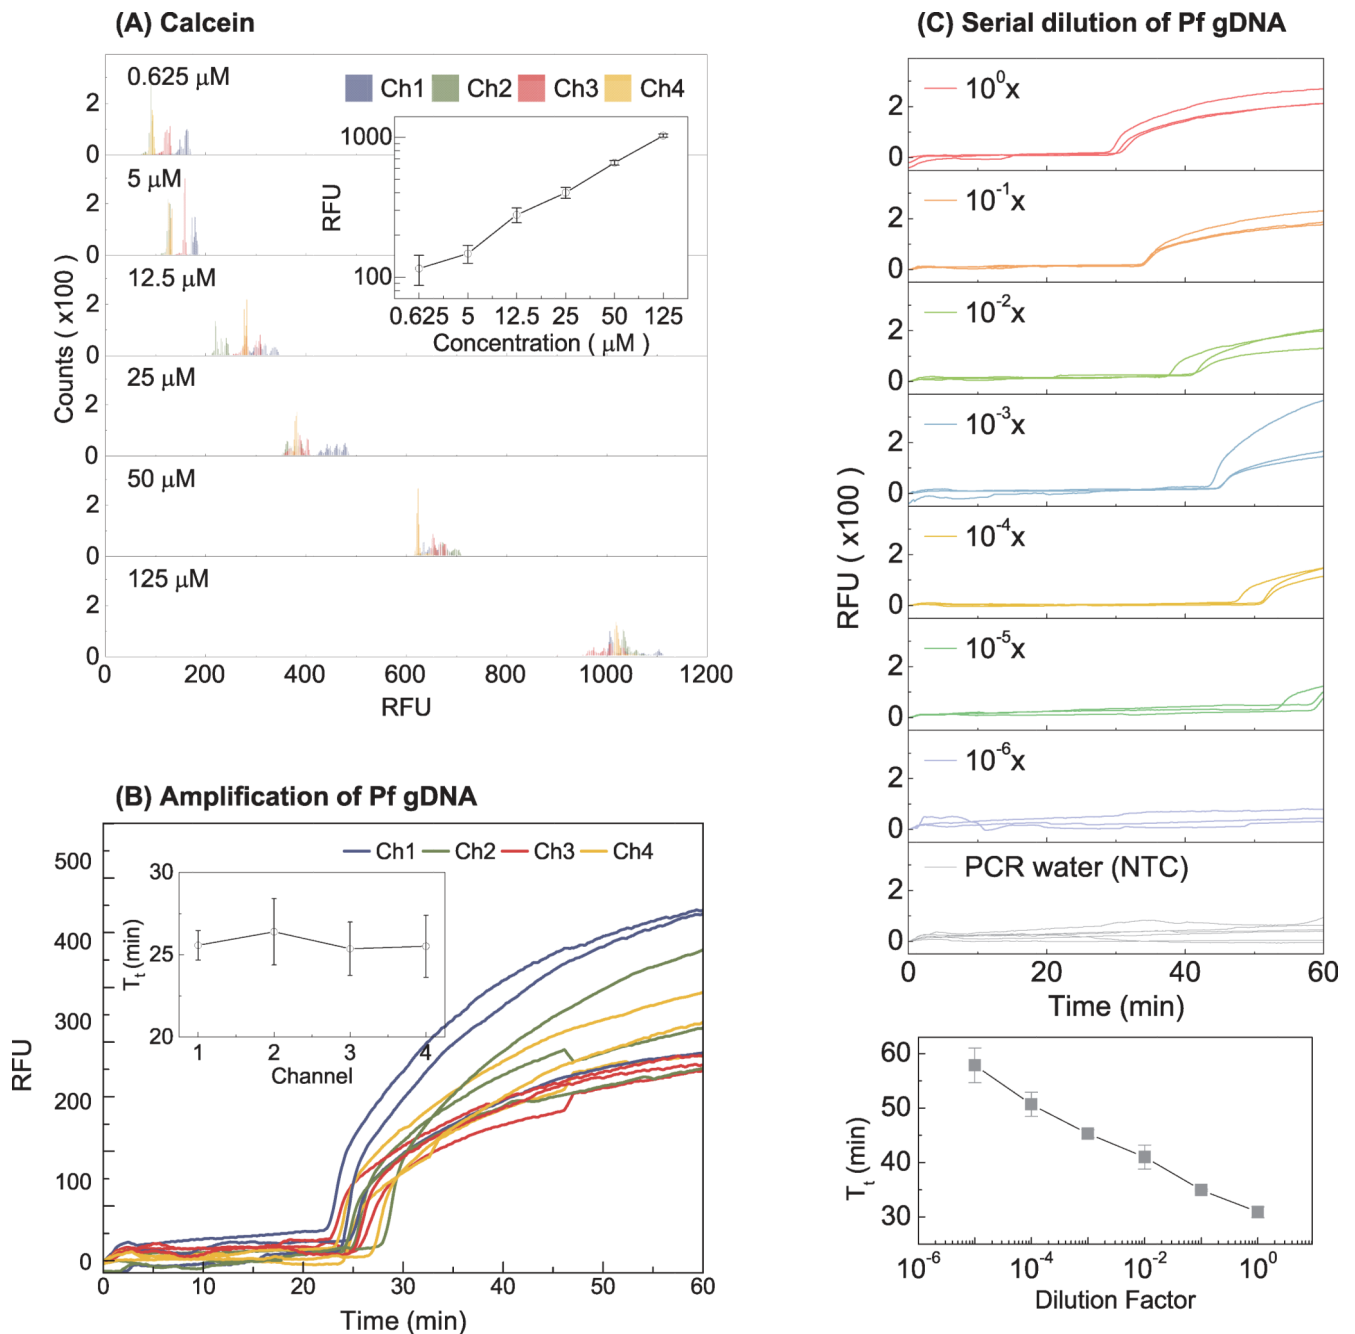 (A) Calcein
0.625 μM
Ch1 Ch2 Ch3 Ch4
5 μM
12.5 μM
25 μM
50 μM
125 μM
2
0
2
0
2
0
2
0
2
0
2
0
Counts ( x100)
0 200 400 600 800 1000 1200
RFU
1000
100
RFU
0.625 5 12.5 25 50 125
Concentration ( μM )
(B) Amplification of Pf gDNA
Ch1 Ch2 Ch3 Ch4
500
400
300
200
100
0
RFU
0 10 20 30 40 50 60
Time (min)
30
25
20
Tt (min)
1 2 3 4
Channel
(C) Serial dilution of Pf gDNA
10⁰x
10⁻¹x
10⁻²x
10⁻³x
10⁻⁴x
10⁻⁵x
10⁻⁶x
PCR water (NTC)
2
0
2
0
2
0
2
0
2
0
2
0
2
0
2
0
RFU ( x100)
0 20 40 60
Time (min)
60
50
40
30
Tt (min)
10⁻⁶ 10⁻⁴ 10⁻² 10⁰
Dilution Factor